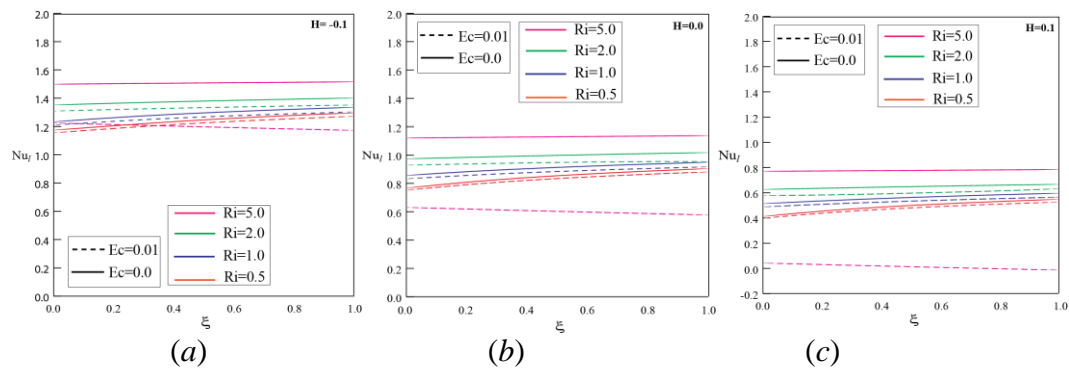 H= -0.1
2.0
1.8
1.6
1.4
1.2
Nu_l
1.0
0.8
0.6
0.4
0.2
0.0
Ri=5.0
Ri=2.0
Ri=1.0
Ri=0.5
Ec=0.01
Ec=0.0
0.0 0.2 0.4 0.6 0.8 1.0
ξ
(a)
H=0.0
2.0
1.8
1.6
1.4
1.2
Nu_l
1.0
0.8
0.6
0.4
0.2
0.0
Ec=0.01
Ec=0.0
Ri=5.0
Ri=2.0
Ri=1.0
Ri=0.5
0.0 0.2 0.4 0.6 0.8 1.0
ξ
(b)
H=0.1
2.0
1.8
1.6
1.4
1.2
1.0
Nu_l
0.8
0.6
0.4
0.2
0.0
-0.2
Ec=0.01
Ec=0.0
Ri=5.0
Ri=2.0
Ri=1.0
Ri=0.5
0.0 0.2 0.4 0.6 0.8 1.0
ξ
(c)